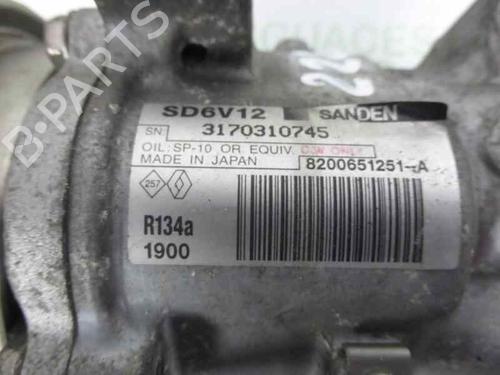 B-PARTS
SD6V12 SANDEN
SN 3170310745
OIL: SP-10 OR EQUIV.
MADE IN JAPAN 8200651251-A
257
R134a
1900